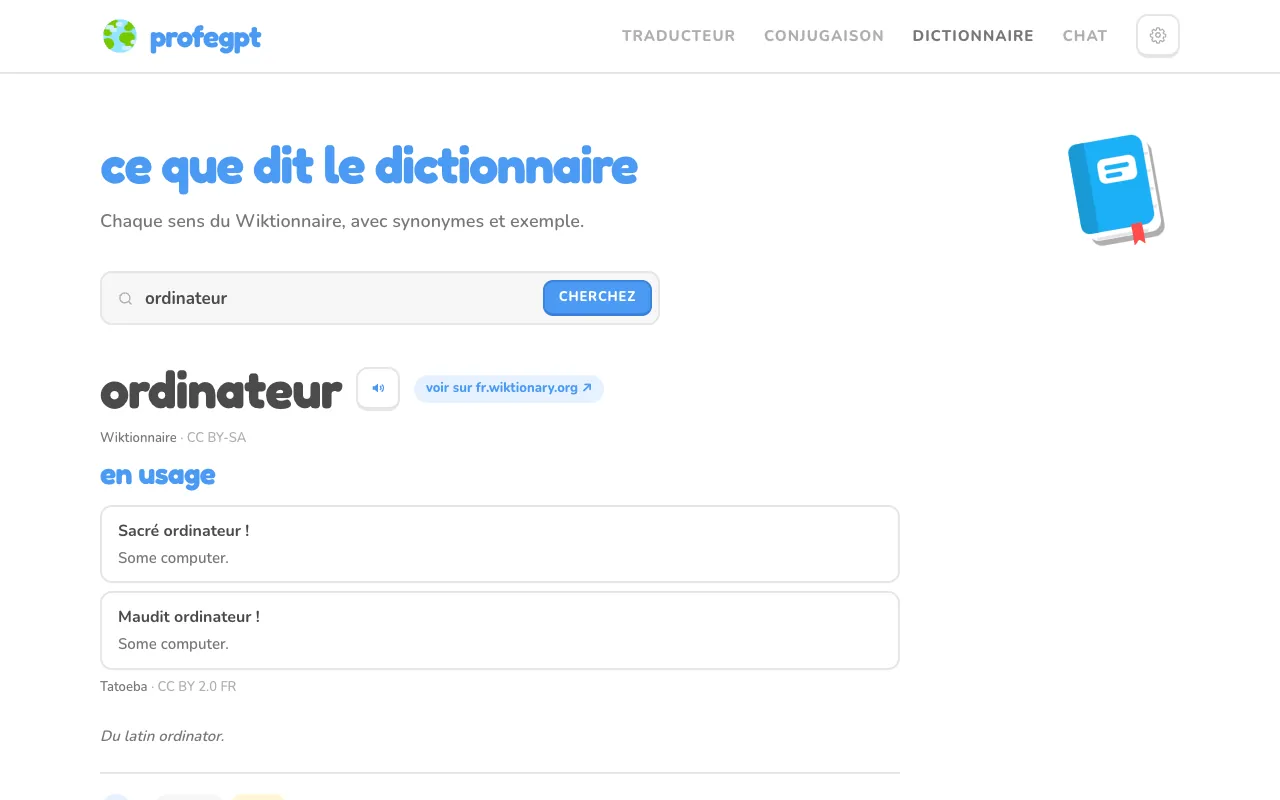 profegpt
TRADUCTEUR CONJUGAISON DICTIONNAIRE CHAT
ce que dit le dictionnaire
Chaque sens du Wiktionnaire, avec synonymes et exemple.
ordinateur CHERCHEZ
ordinateur voir sur fr.wiktionary.org ↗
Wiktionnaire · CC BY-SA
en usage
Sacré ordinateur !
Some computer.
Maudit ordinateur !
Some computer.
Tatoeba · CC BY 2.0 FR
Du latin ordinator.